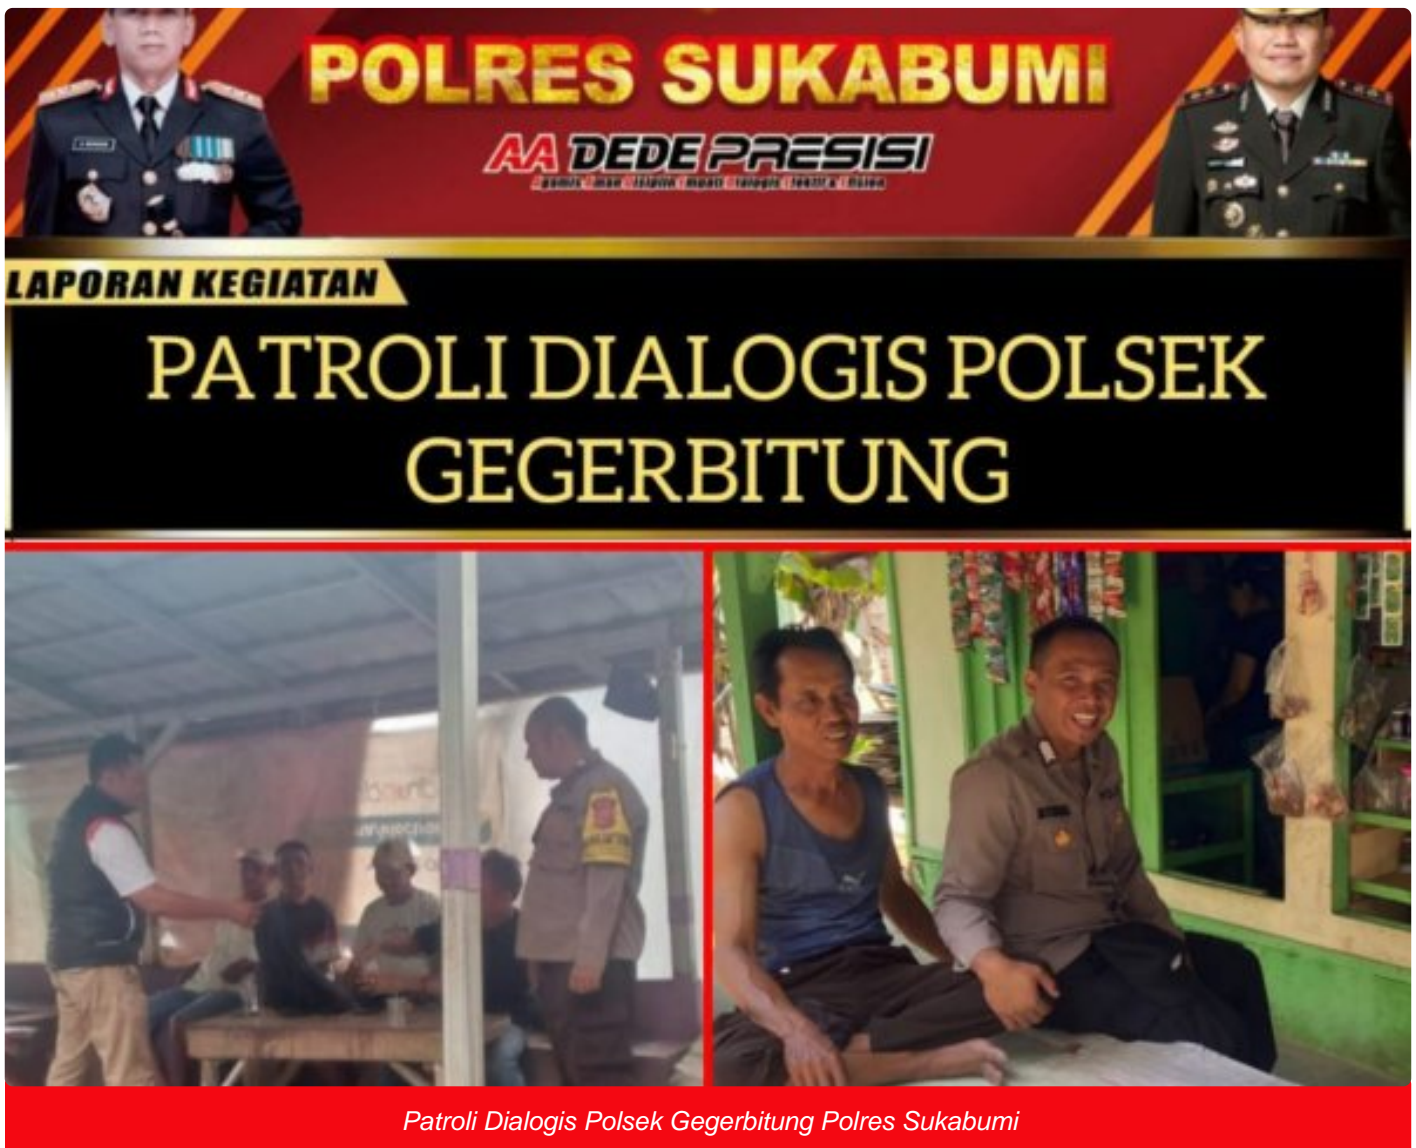 POLRES SUKABUMI
AA DEDE PRESISI
LAPORAN KEGIATAN
PATROLI DIALOGIS POLSEK
GEGERBITUNG
Patroli Dialogis Polsek Gegerbitung Polres Sukabumi